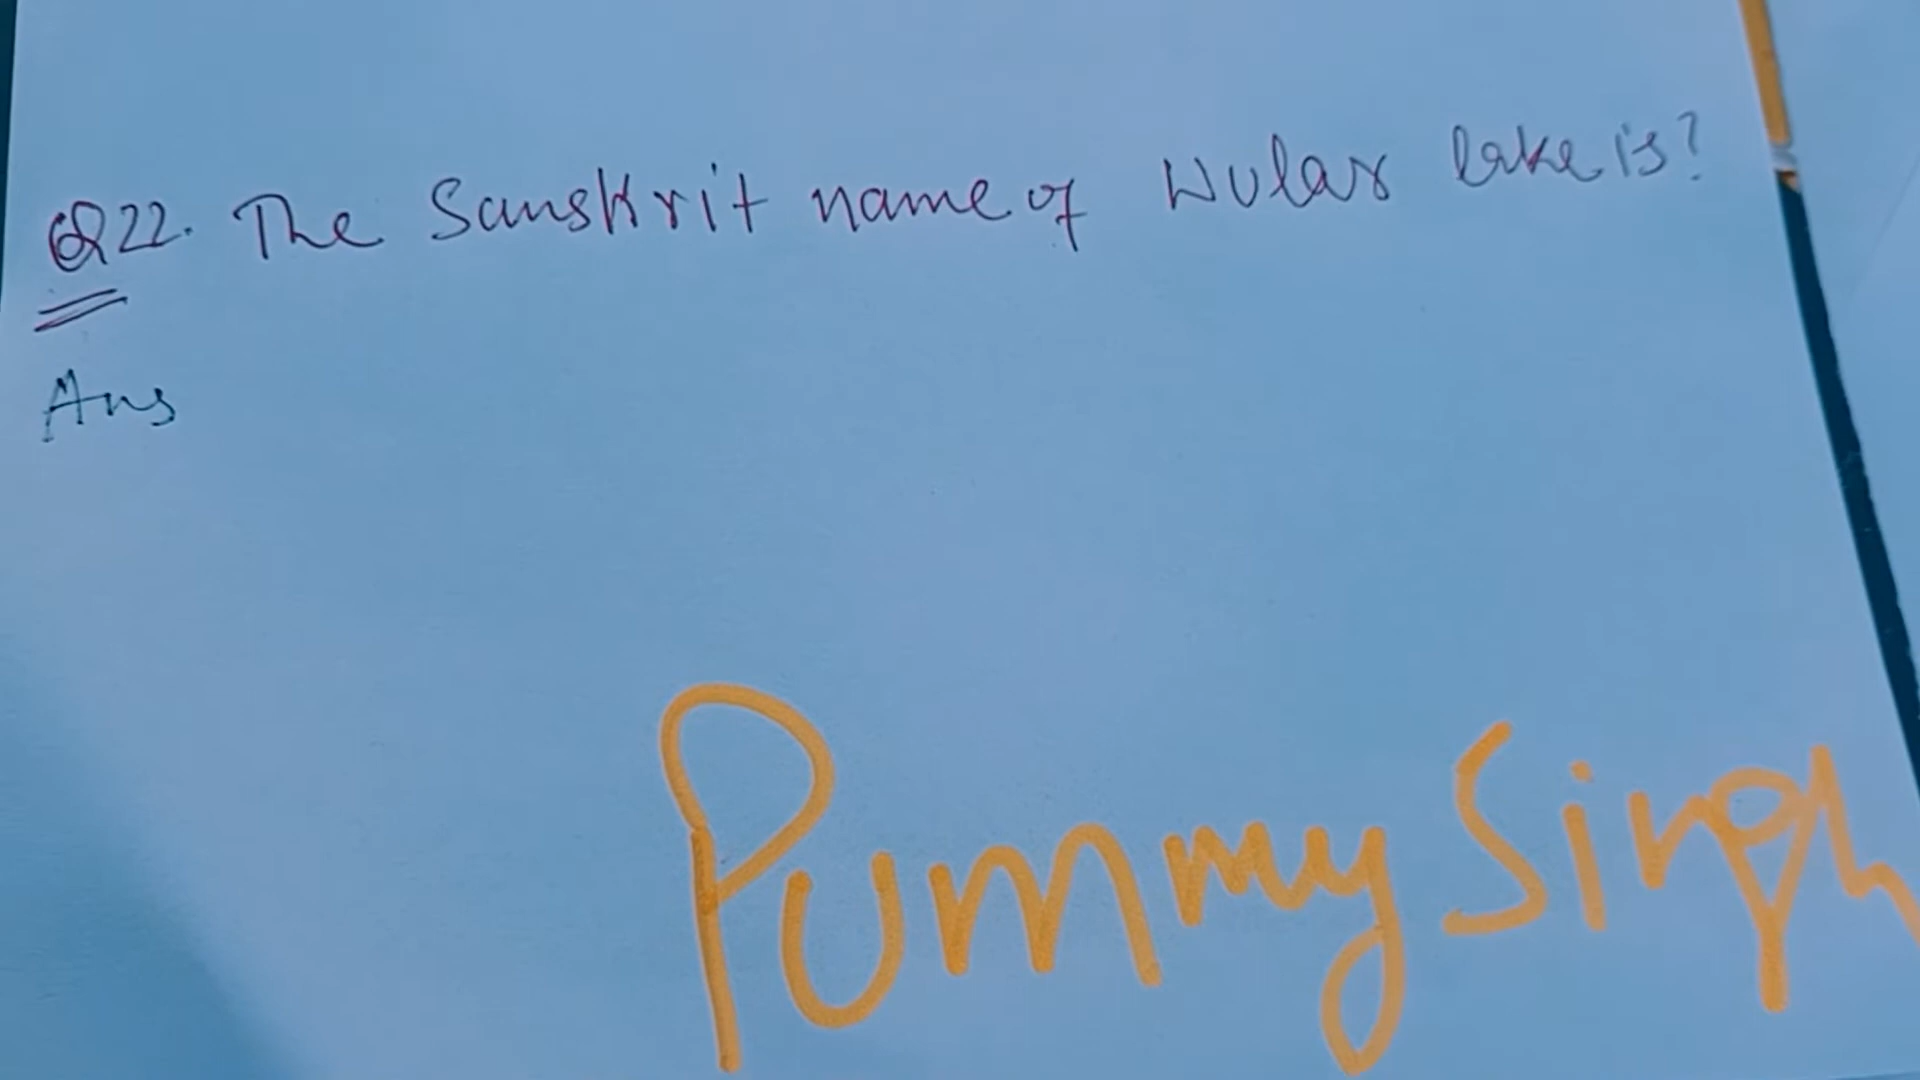 Q22. The Sanskrit name of Wular lake is?
Ans
Pummy Singh